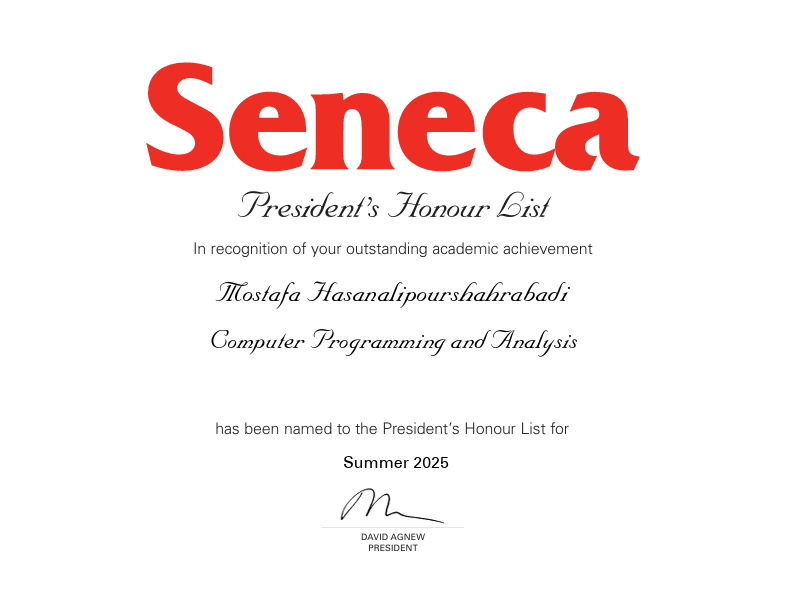 Seneca
President's Honour List
In recognition of your outstanding academic achievement
Mostafa Hasanalipourshahrabadi
Computer Programming and Analysis
has been named to the President's Honour List for
Summer 2025
DAVID AGNEW
PRESIDENT